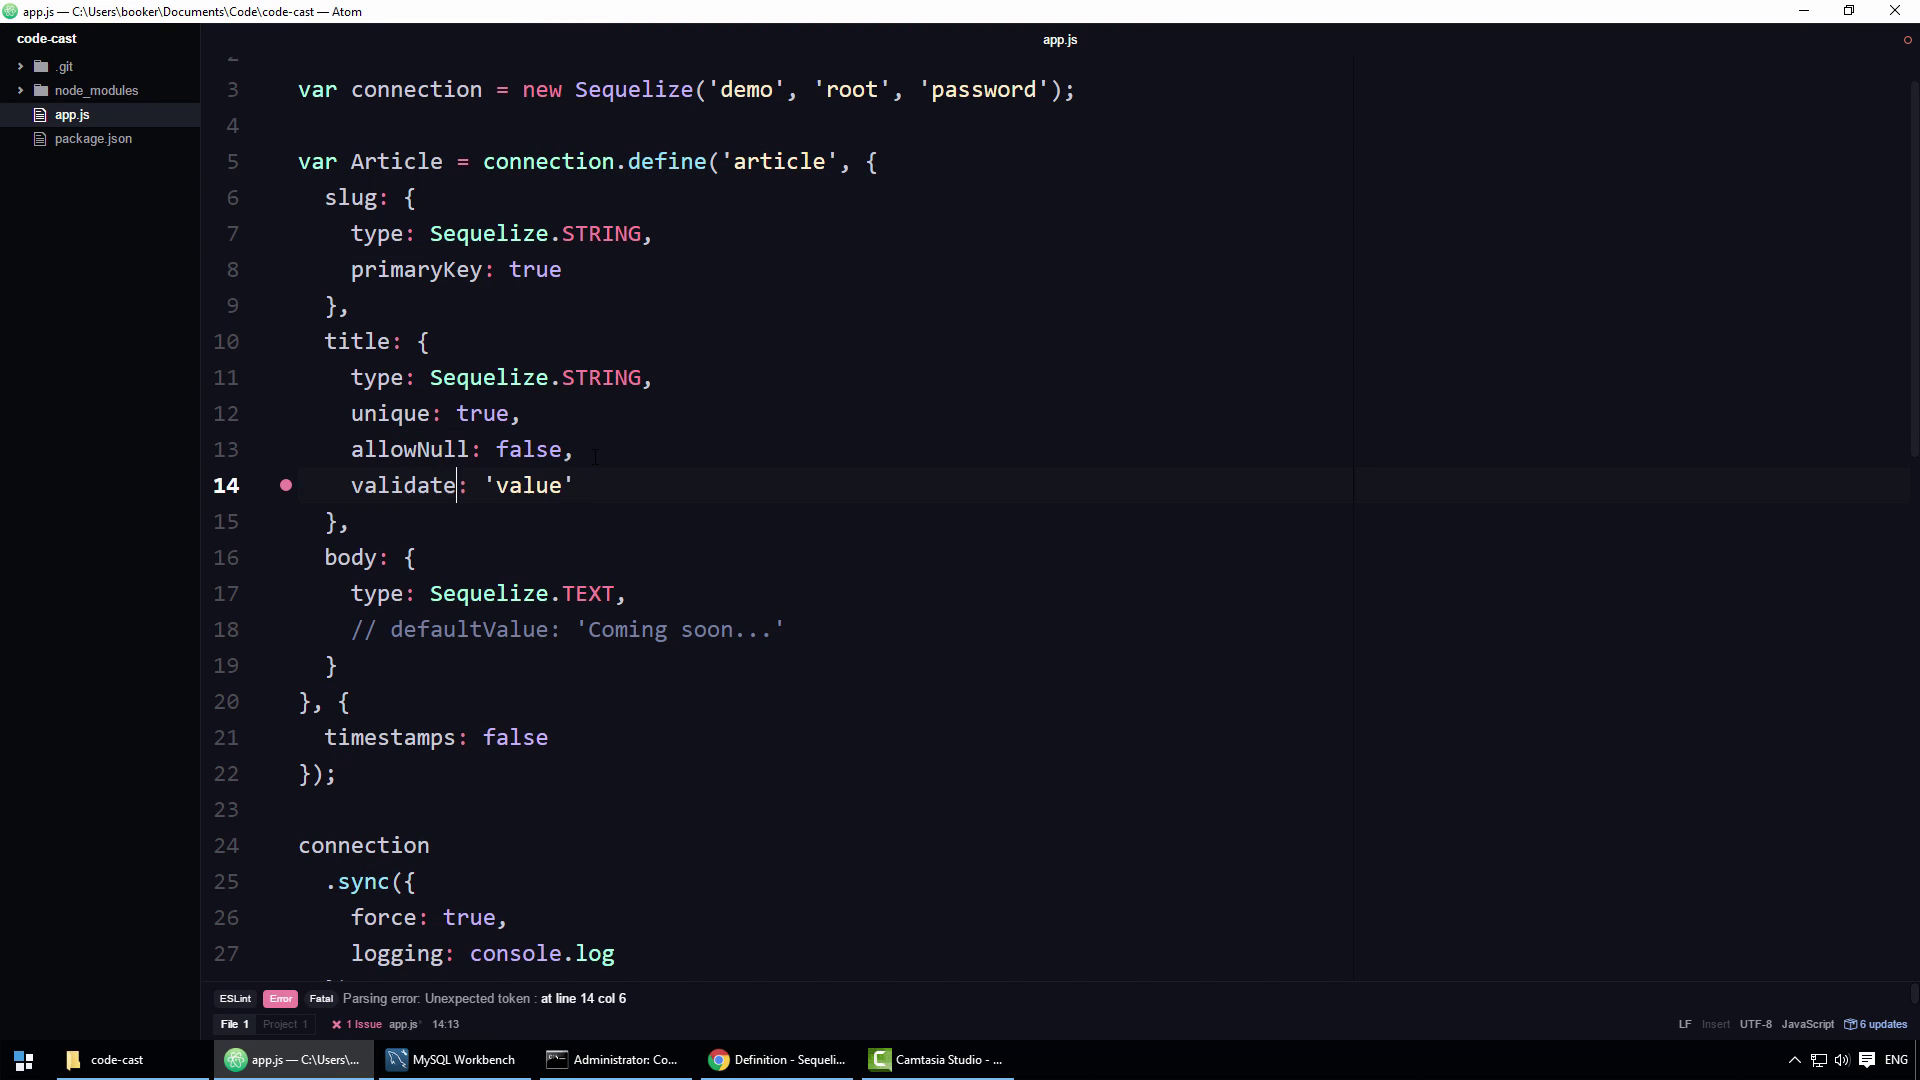 app.js — C:\Users\booker\Documents\Code\code-cast — Atom
code-cast
.git
node_modules
app.js
package.json
app.js
2
3 var connection = new Sequelize('demo', 'root', 'password');
4
5 var Article = connection.define('article', {
6 slug: {
7 type: Sequelize.STRING,
8 primaryKey: true
9 },
10 title: {
11 type: Sequelize.STRING,
12 unique: true,
13 allowNull: false,
14 validate: 'value'
15 },
16 body: {
17 type: Sequelize.TEXT,
18 // defaultValue: 'Coming soon...'
19 }
20 }, {
21 timestamps: false
22 });
23
24 connection
25 .sync({
26 force: true,
27 logging: console.log
ESLint Error Fatal Parsing error: Unexpected token : at line 14 col 6
File 1 Project 1 1 Issue app.js* 14:13 LF Insert UTF-8 JavaScript 6 updates
code-cast app.js — C:\Users\... MySQL Workbench Administrator: Co... Definition - Sequeli... Camtasia Studio - ... ENG